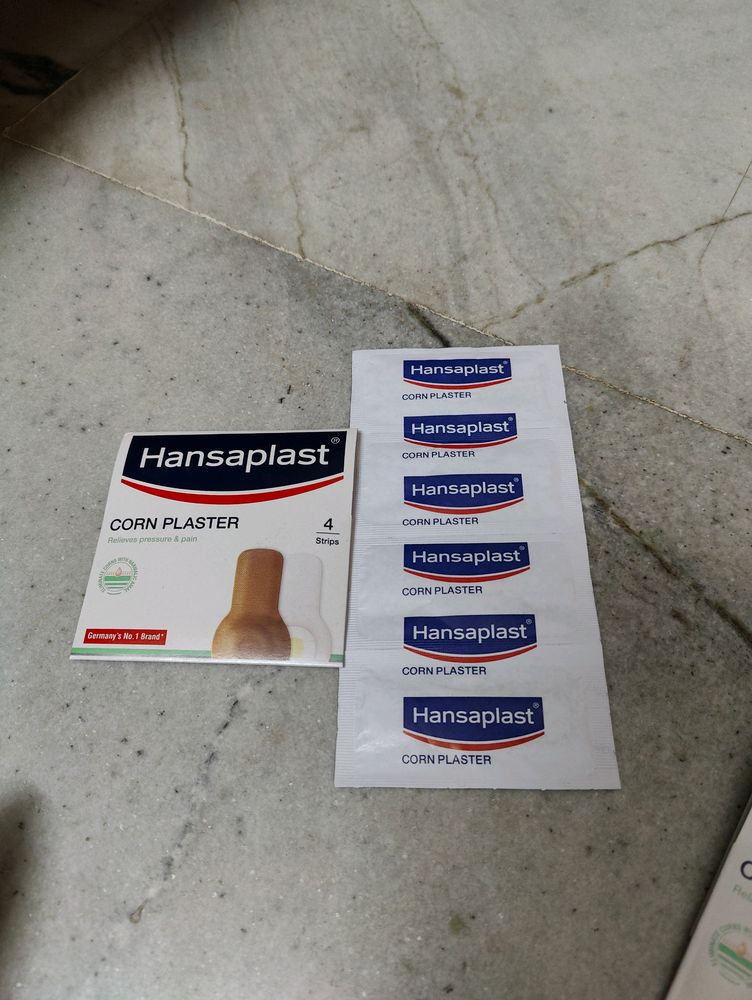 Hansaplast®
CORN PLASTER
Relieves pressure & pain
4
Strips
Germany's No.1 Brand*
Hansaplast®
CORN PLASTER
Hansaplast®
CORN PLASTER
Hansaplast®
CORN PLASTER
Hansaplast®
CORN PLASTER
Hansaplast®
CORN PLASTER
Hansaplast®
CORN PLASTER